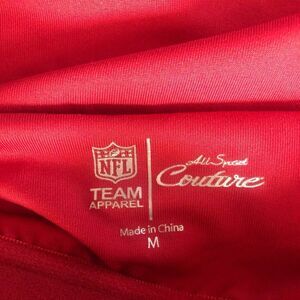 NFL
TEAM
APPAREL
All Sport
Couture
Made in China
M